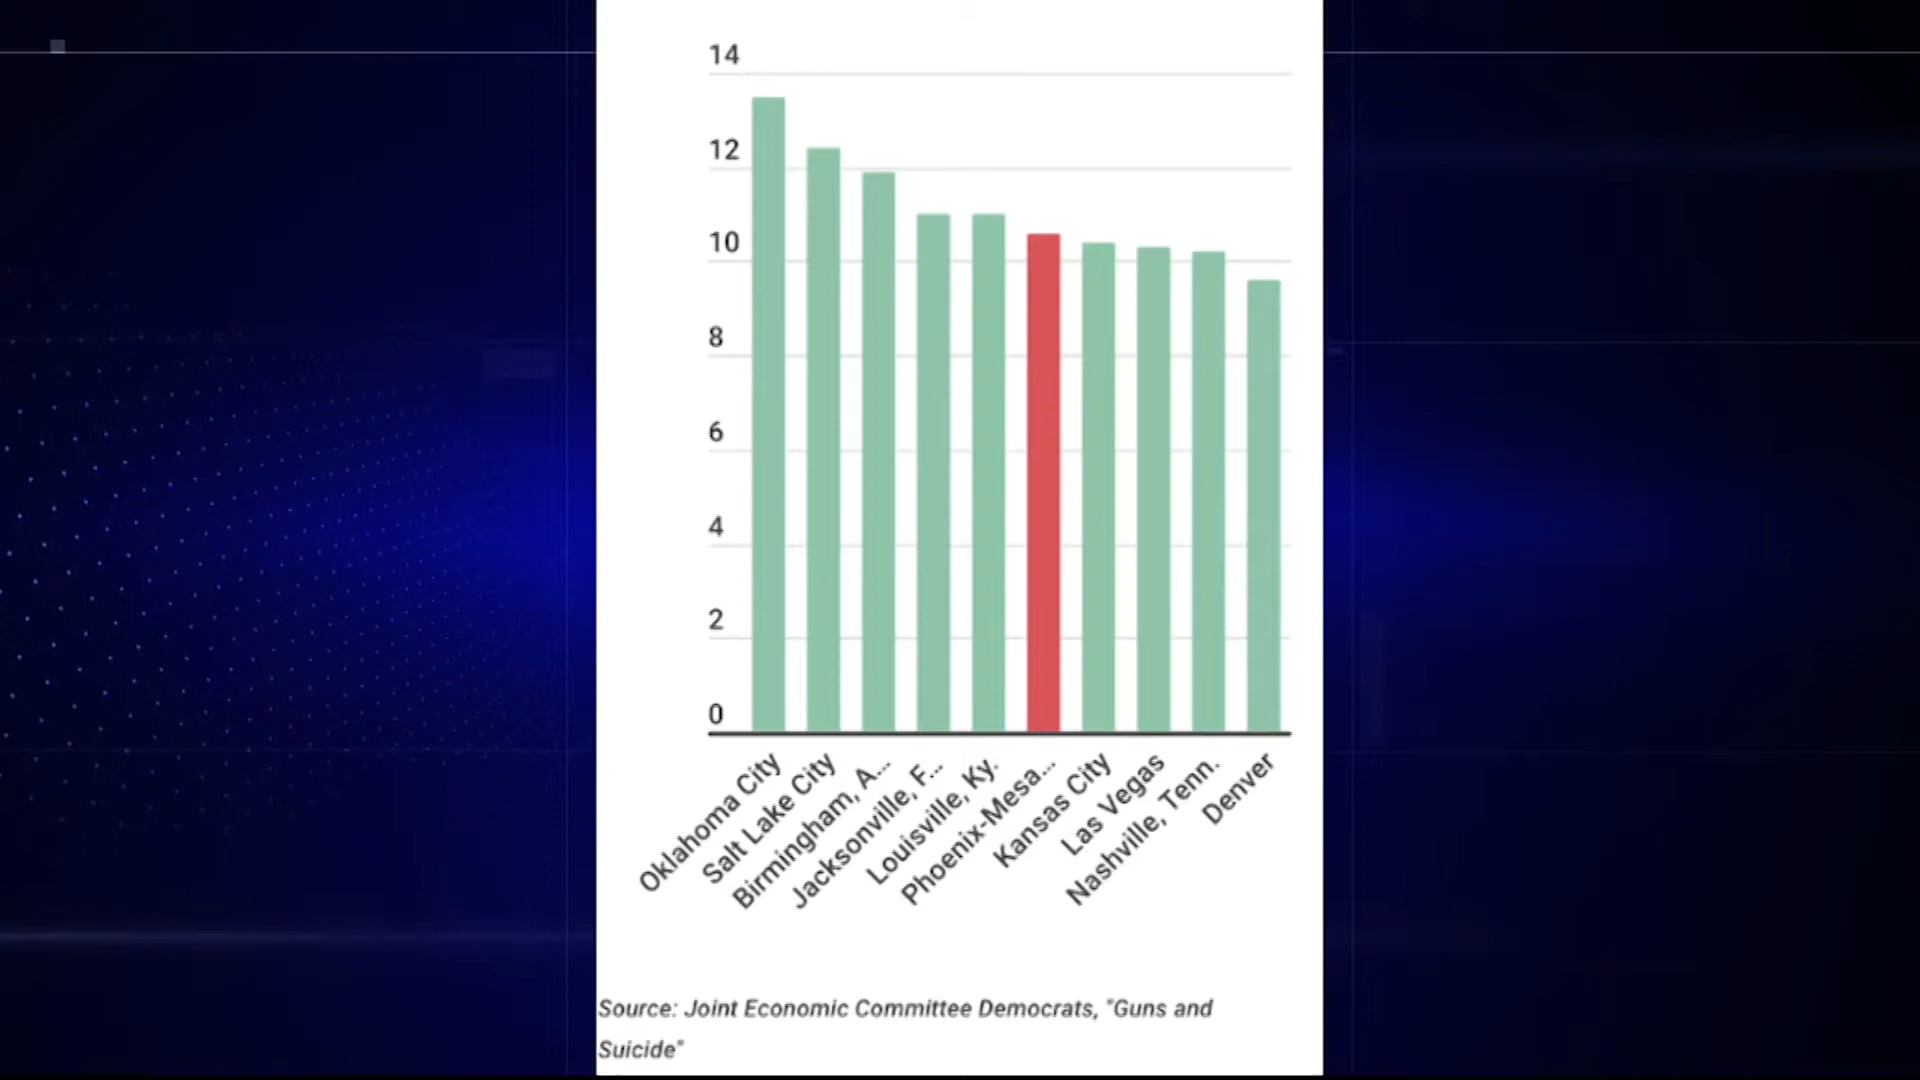 14
12
10
8
6
4
2
0
Oklahoma City
Salt Lake City
Birmingham, A...
Jacksonville, F...
Louisville, Ky.
Phoenix-Mesa...
Kansas City
Las Vegas
Nashville, Tenn.
Denver
Source: Joint Economic Committee Democrats, "Guns and
Suicide"